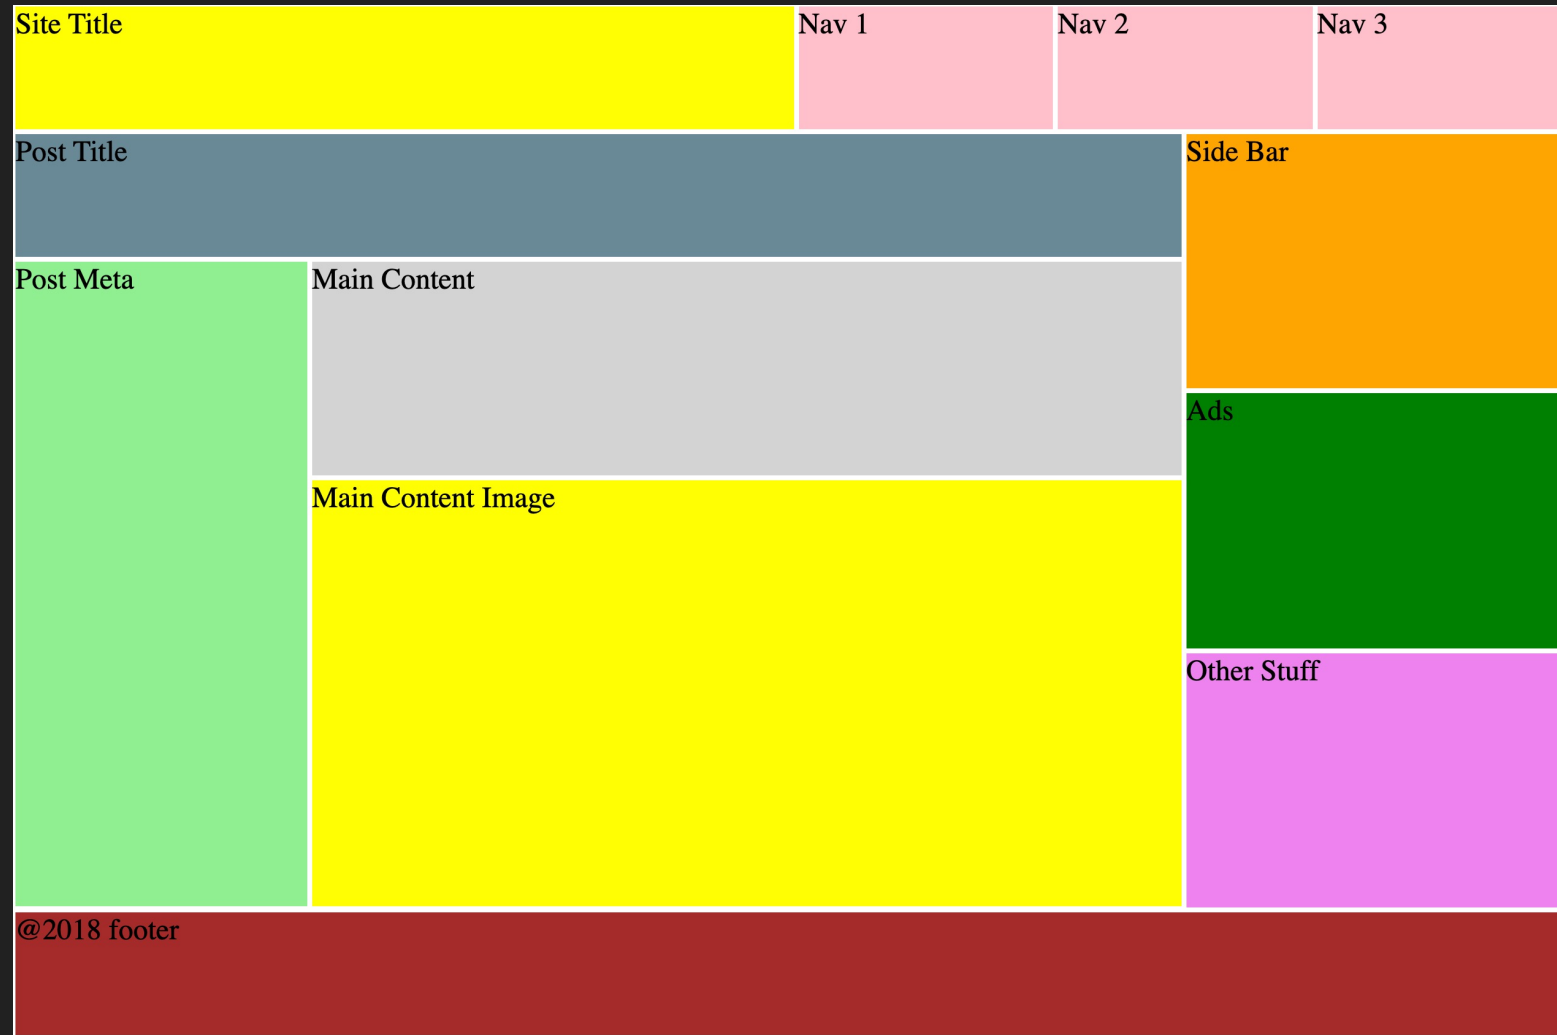 Site Title
Nav 1
Nav 2
Nav 3
Post Title
Side Bar
Post Meta
Main Content
Ads
Main Content Image
Other Stuff
@2018 footer